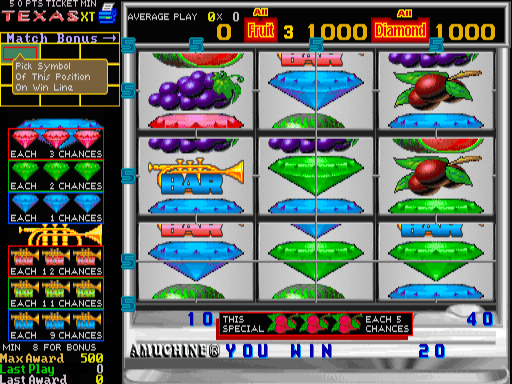 5 0 PTS TICKET MIN
TEXAS XT
AVERAGE PLAY 0X 0
0
All
Fruit
3
1000
All
Diamond
1000
Match Bonus →
Pick Symbol
Of This Position
On Win Line
EACH 3 CHANCES
EACH 2 CHANCES
EACH 1 CHANCES
BAR
BAR
BAR
BAR
EACH 1 2 CHANCES
EACH 1 1 CHANCES
EACH 9 CHANCES
MIN 8 FOR BONUS
Max Award 500
Last Play 0
Last Award 0
10
THIS
SPECIAL
EACH 5
CHANCES
40
AMUCHINE®
YOU WIN 20